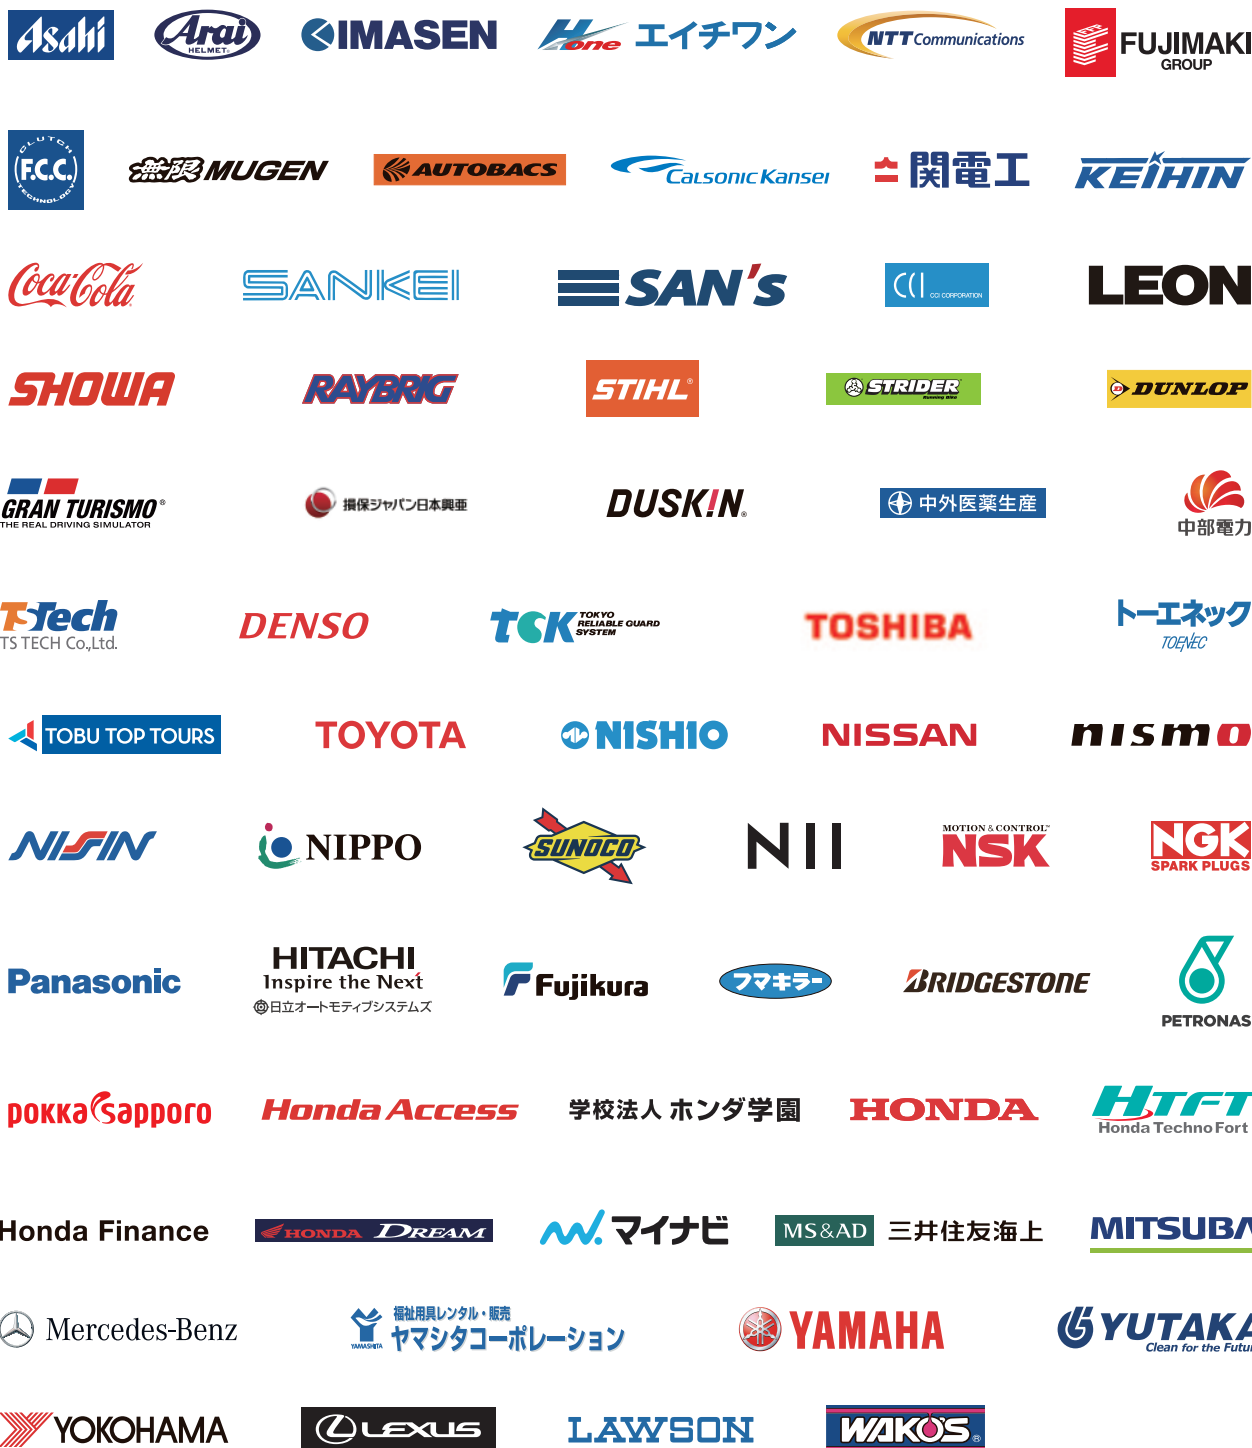 Asahi
Arai
HELMET®
IMASEN
Hone エイチワン
NTT Communications
FUJIMAKI
GROUP
CLUTCH
F.C.C.
TECHNOLOGY
無限 MUGEN
AUTOBACS
CALSONIC KANSEI
関電工
KEIHIN
Coca-Cola
SANKEI
SAN's
CCI
CCI CORPORATION
LEON
SHOWA
RAYBRIG
STIHL®
STRIDER
Running Bike
D DUNLOP
GRAN TURISMO®
THE REAL DRIVING SIMULATOR
損保ジャパン日本興亜
DUSK!N®
中外医薬生産
中部電力
TS Tech
TS TECH Co.,Ltd.
DENSO
TGK TOKYO
RELIABLE GUARD
SYSTEM
TOSHIBA
トーエネック
TOENEC
TOBU TOP TOURS
TOYOTA
NISHIO
NISSAN
nismo
NISSIN
NIPPO
SUNOCO
NII
MOTION & CONTROL™
NSK
NGK
SPARK PLUGS
Panasonic
HITACHI
Inspire the Next
日立オートモティブシステムズ
Fujikura
フマキラー
BRIDGESTONE
PETRONAS
pokka sapporo
Honda Access
学校法人 ホンダ学園
HONDA
HTFT
Honda Techno Fort
Honda Finance
HONDA DREAM
マイナビ
MS&AD 三井住友海上
MITSUBA
Mercedes-Benz
YAMASHITA
福祉用具レンタル・販売
ヤマシタコーポレーション
YAMAHA
YUTAKA
Clean for the Futur
YOKOHAMA
LEXUS
LAWSON
WAKO'S®